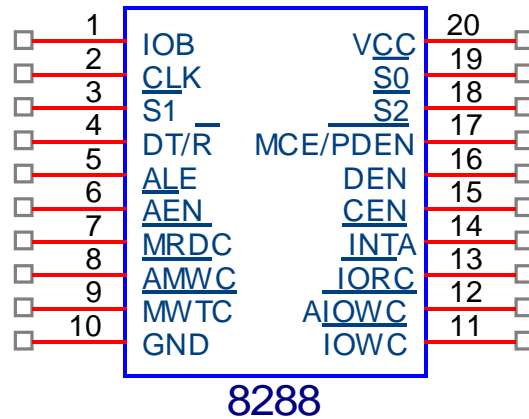 1 IOB VCC 20
2 CLK S0 19
3 S1 S2 18
4 DT/R MCE/PDEN 17
5 ALE DEN 16
6 AEN CEN 15
7 MRDC INTA 14
8 AMWC IORC 13
9 MWTC AIOWC 12
10 GND IOWC 11
8288